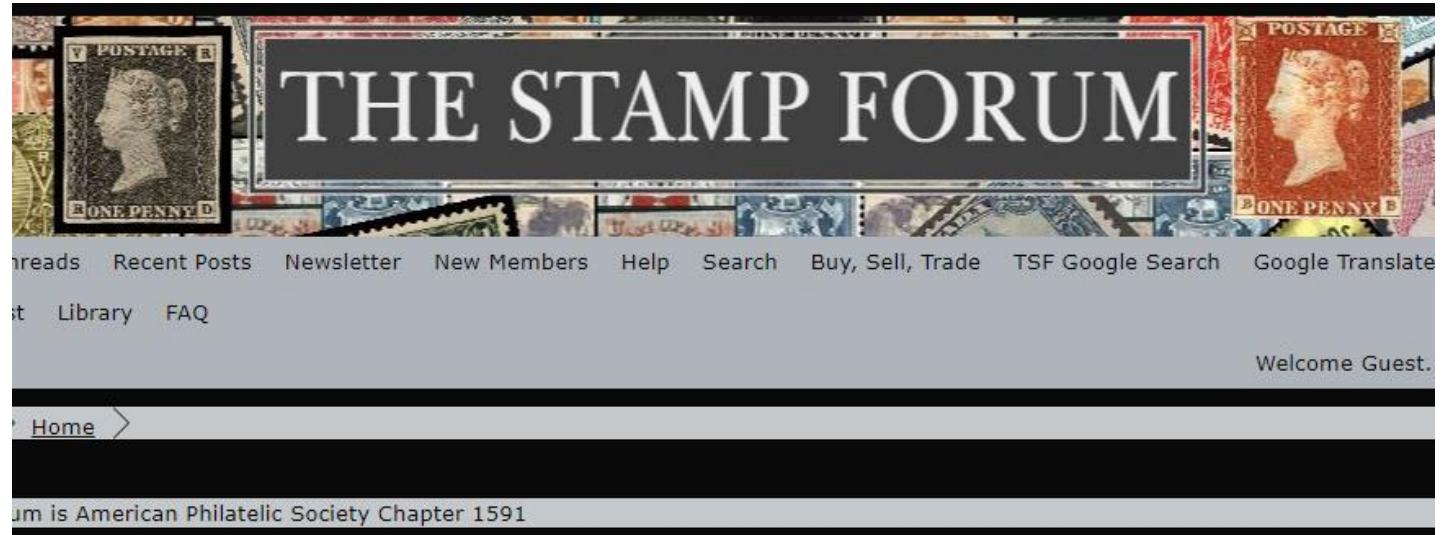 V POSTAGE R
R ONE PENNY D
THE STAMP FORUM
POSTAGE
B ONE PENNY B
hreads Recent Posts Newsletter New Members Help Search Buy, Sell, Trade TSF Google Search Google Translate
st Library FAQ
Welcome Guest.
Home
um is American Philatelic Society Chapter 1591